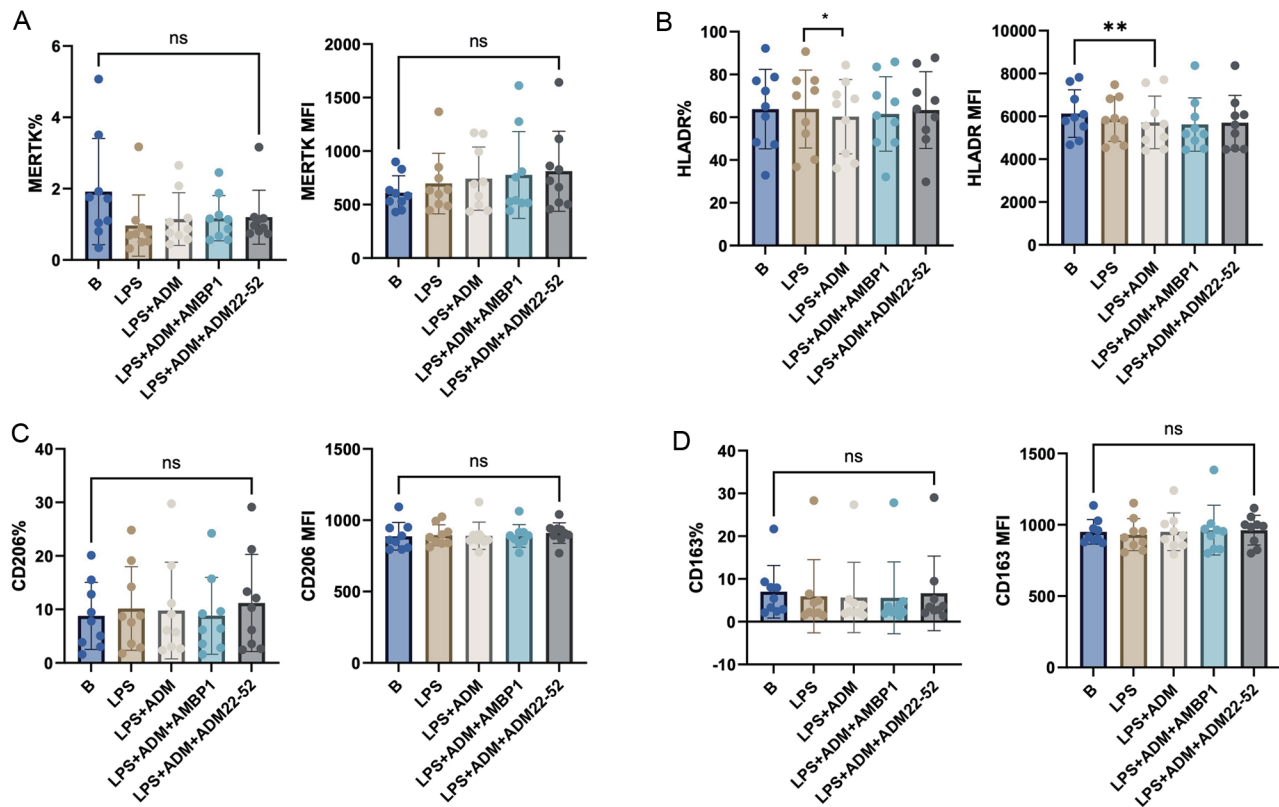 A
MERTK%
6
4
2
0
ns
B
LPS
LPS+ADM
LPS+ADM+AMBP1
LPS+ADM+ADM22-52
MERTK MFI
2000
1500
1000
500
0
ns
B
LPS
LPS+ADM
LPS+ADM+AMBP1
LPS+ADM+ADM22-52
B
HLADR%
100
80
60
40
20
0
*
B
LPS
LPS+ADM
LPS+ADM+AMBP1
LPS+ADM+ADM22-52
HLADR MFI
10000
8000
6000
4000
2000
0
**
B
LPS
LPS+ADM
LPS+ADM+AMBP1
LPS+ADM+ADM22-52
C
CD206%
40
30
20
10
0
ns
B
LPS
LPS+ADM
LPS+ADM+AMBP1
LPS+ADM+ADM22-52
CD206 MFI
1500
1000
500
0
ns
B
LPS
LPS+ADM
LPS+ADM+AMBP1
LPS+ADM+ADM22-52
D
CD163%
40
30
20
10
0
-10
ns
B
LPS
LPS+ADM
LPS+ADM+AMBP1
LPS+ADM+ADM22-52
CD163 MFI
1500
1000
500
0
ns
B
LPS
LPS+ADM
LPS+ADM+AMBP1
LPS+ADM+ADM22-52